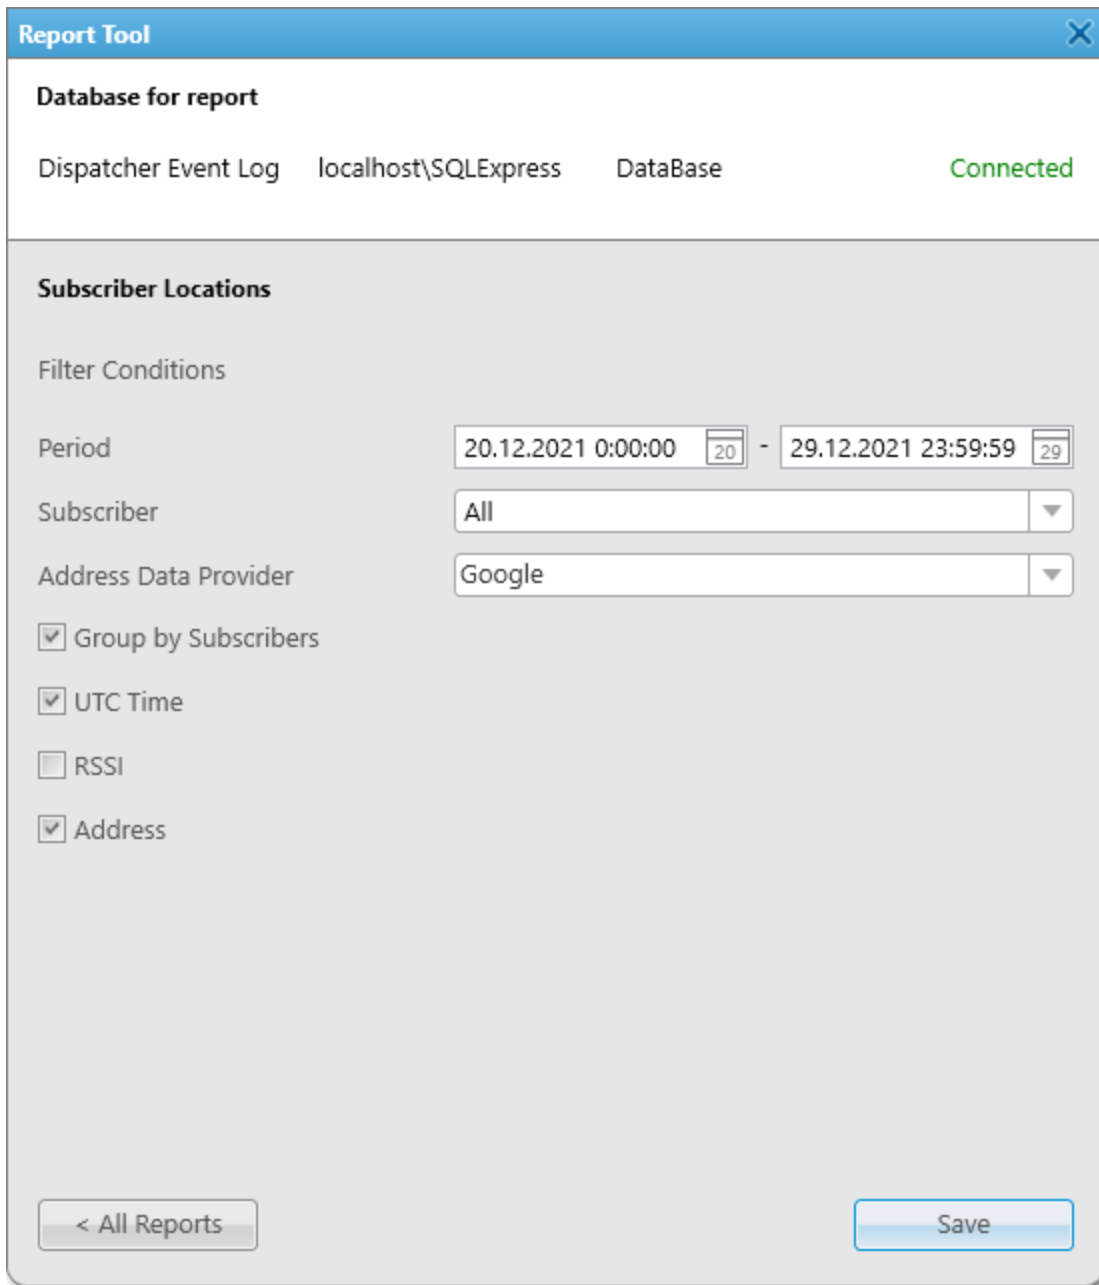 Report Tool
Database for report
Dispatcher Event Log localhost\SQLExpress DataBase Connected
Subscriber Locations
Filter Conditions
Period 20.12.2021 0:00:00 20 - 29.12.2021 23:59:59 29
Subscriber All
Address Data Provider Google
Group by Subscribers
UTC Time
RSSI
Address
< All Reports Save